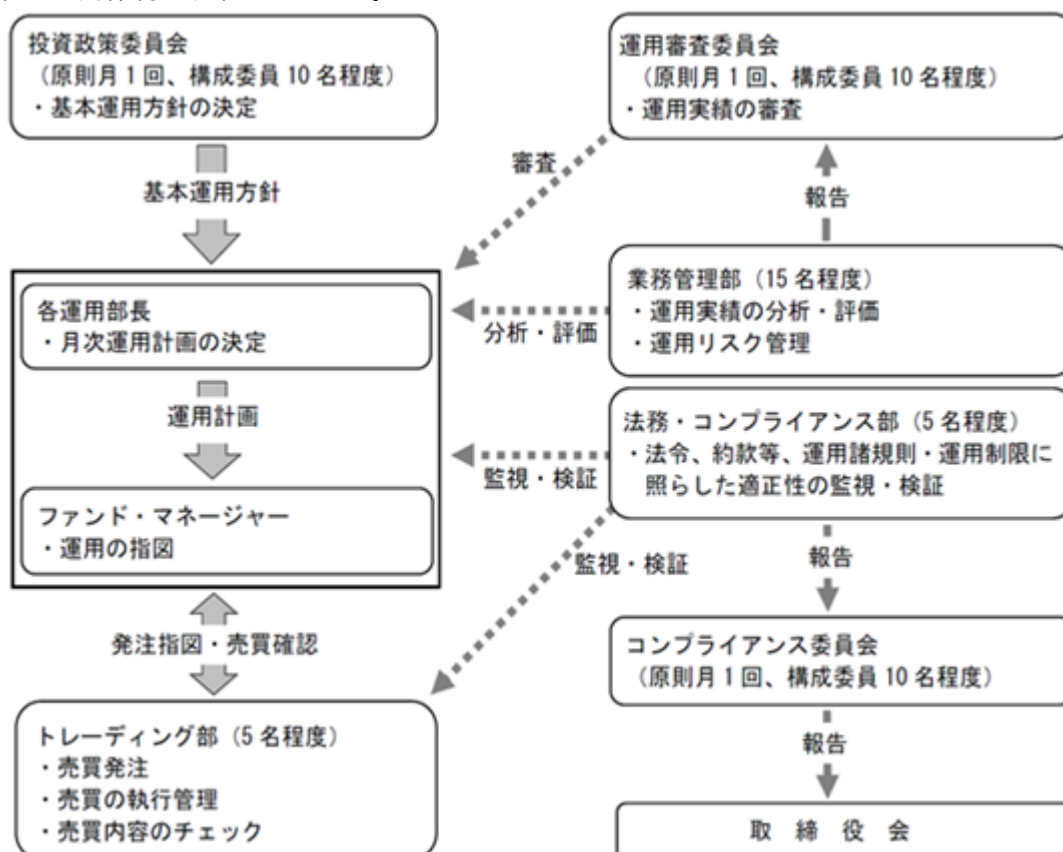 投資政策委員会
(原則月1回、構成委員10名程度)
・基本運用方針の決定
基本運用方針
各運用部長
・月次運用計画の決定
運用計画
ファンド・マネージャー
・運用の指図
発注指図・売買確認
トレーディング部(5名程度)
・売買発注
・売買の執行管理
・売買内容のチェック
運用審査委員会
(原則月1回、構成委員10名程度)
・運用実績の審査
審査
報告
業務管理部(15名程度)
・運用実績の分析・評価
・運用リスク管理
分析・評価
法務・コンプライアンス部(5名程度)
・法令、約款等、運用諸規則・運用制限に
照らした適正性の監視・検証
監視・検証
監視・検証
報告
コンプライアンス委員会
(原則月1回、構成委員10名程度)
報告
取締役会